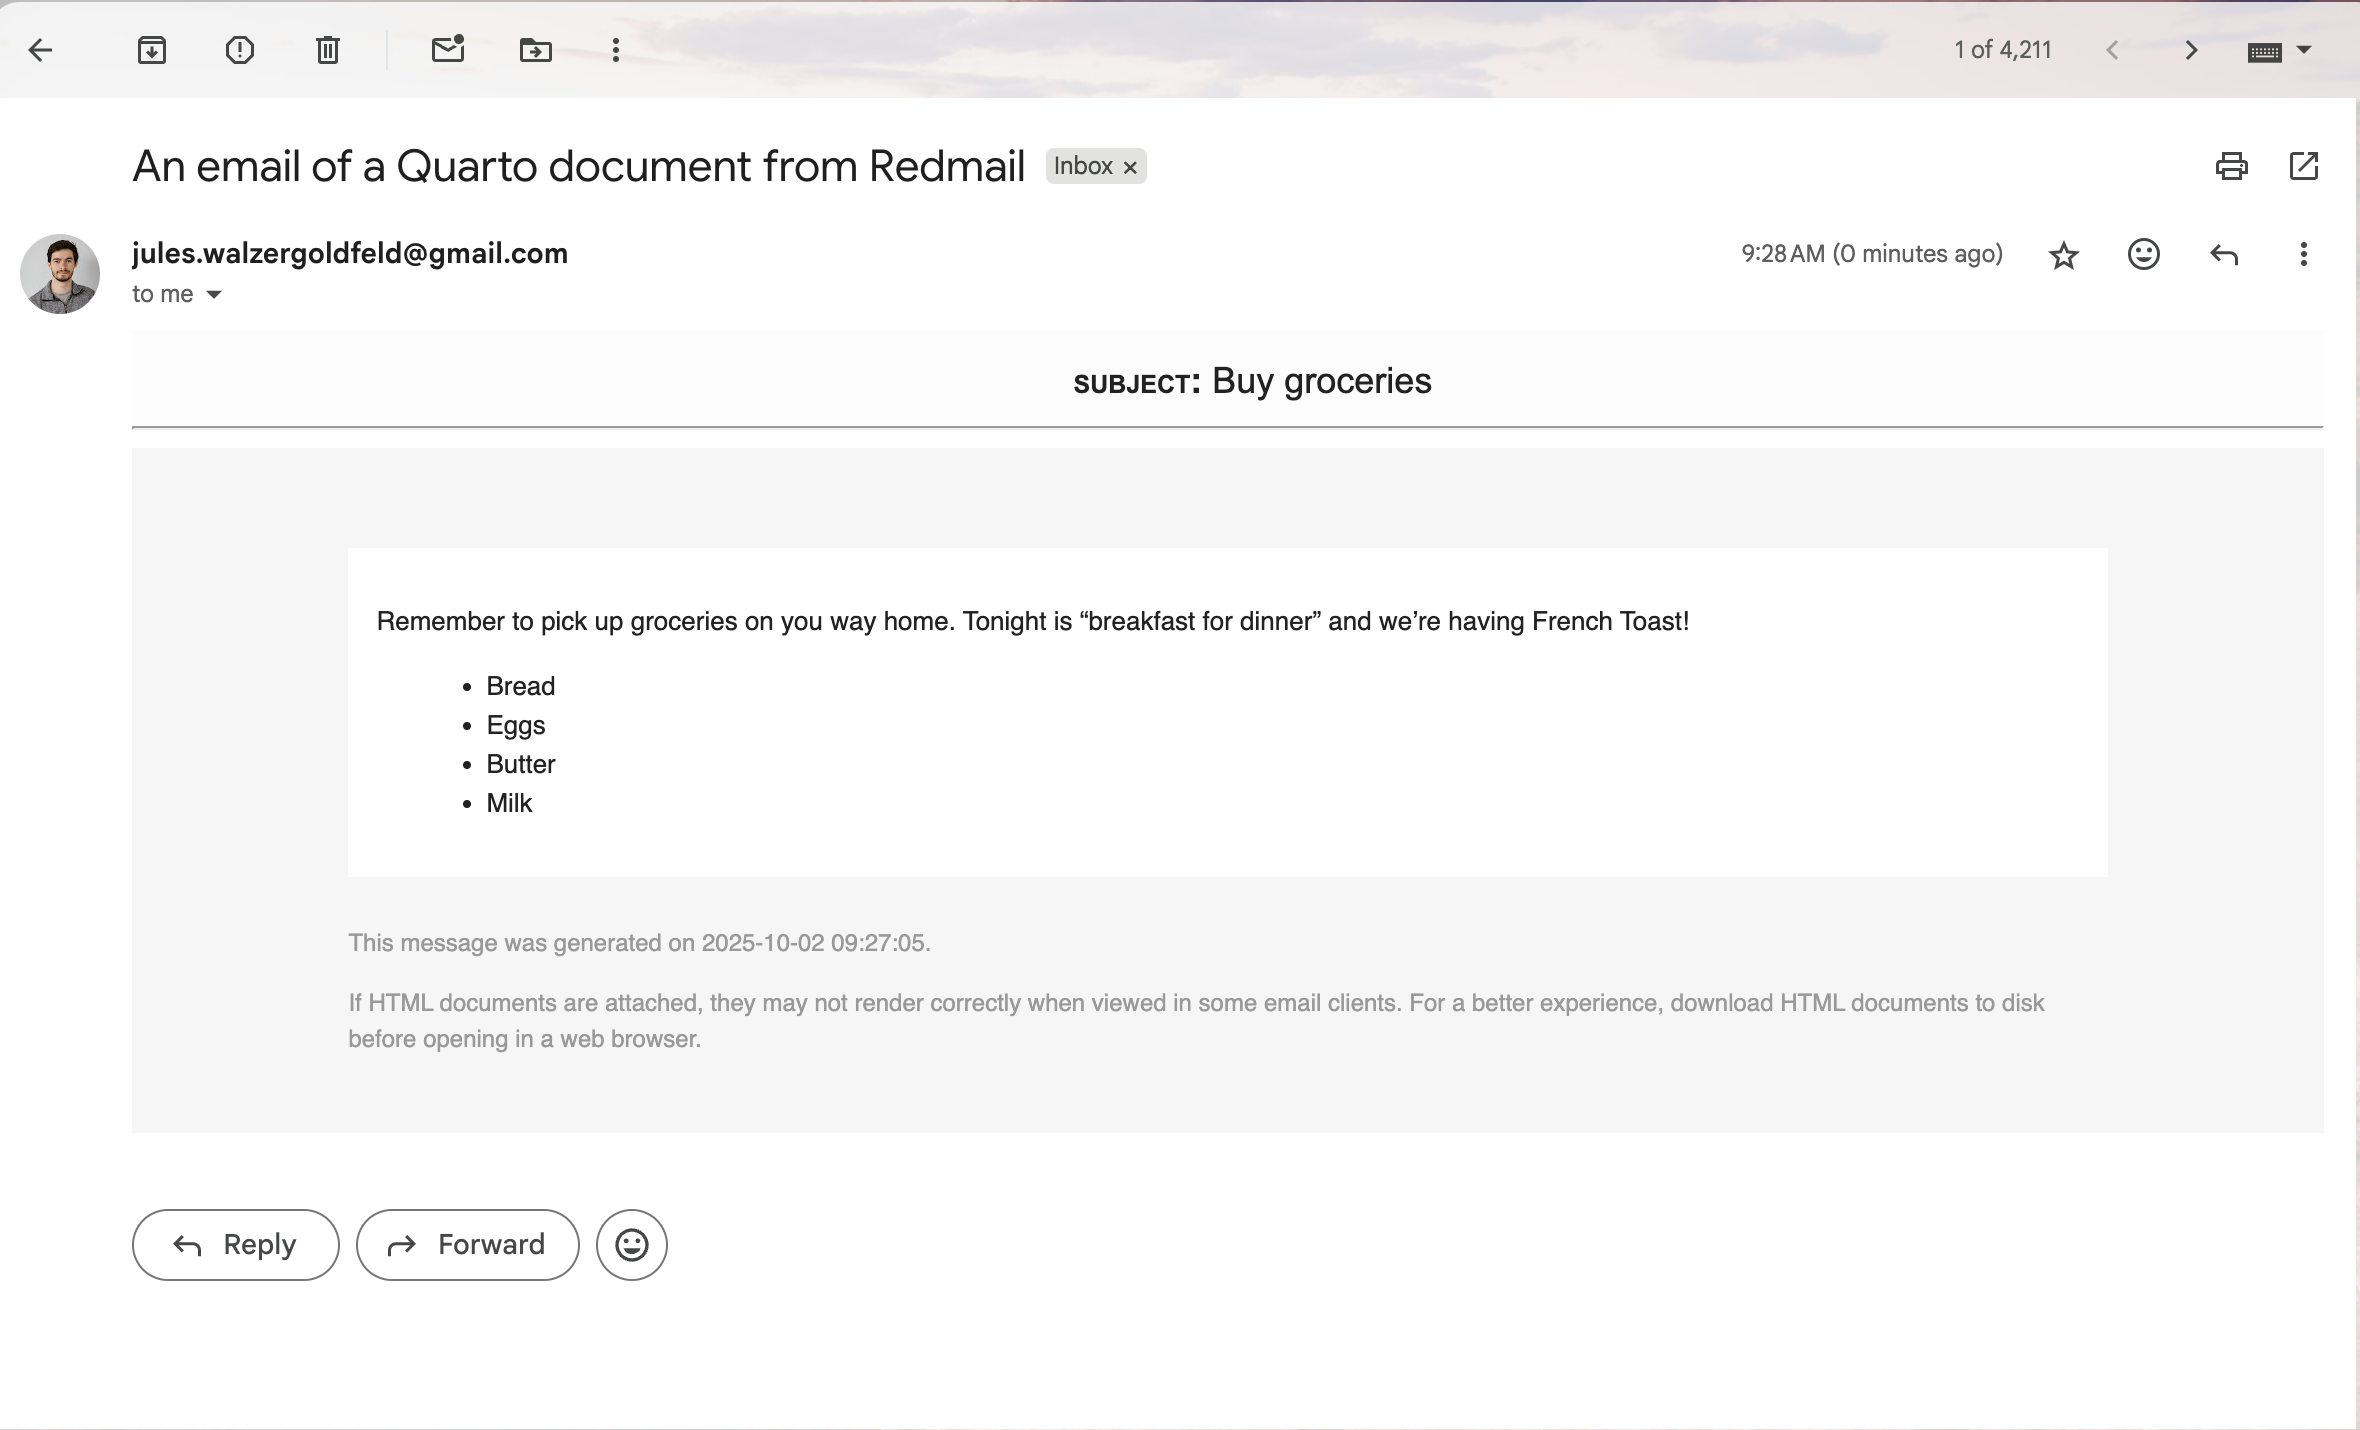 1 of 4,211
An email of a Quarto document from Redmail Inbox ×
jules.walzergoldfeld@gmail.com 9:28 AM (0 minutes ago)
to me
SUBJECT: Buy groceries
Remember to pick up groceries on you way home. Tonight is “breakfast for dinner” and we’re having French Toast!
• Bread
• Eggs
• Butter
• Milk
This message was generated on 2025-10-02 09:27:05.
If HTML documents are attached, they may not render correctly when viewed in some email clients. For a better experience, download HTML documents to disk
before opening in a web browser.
Reply Forward